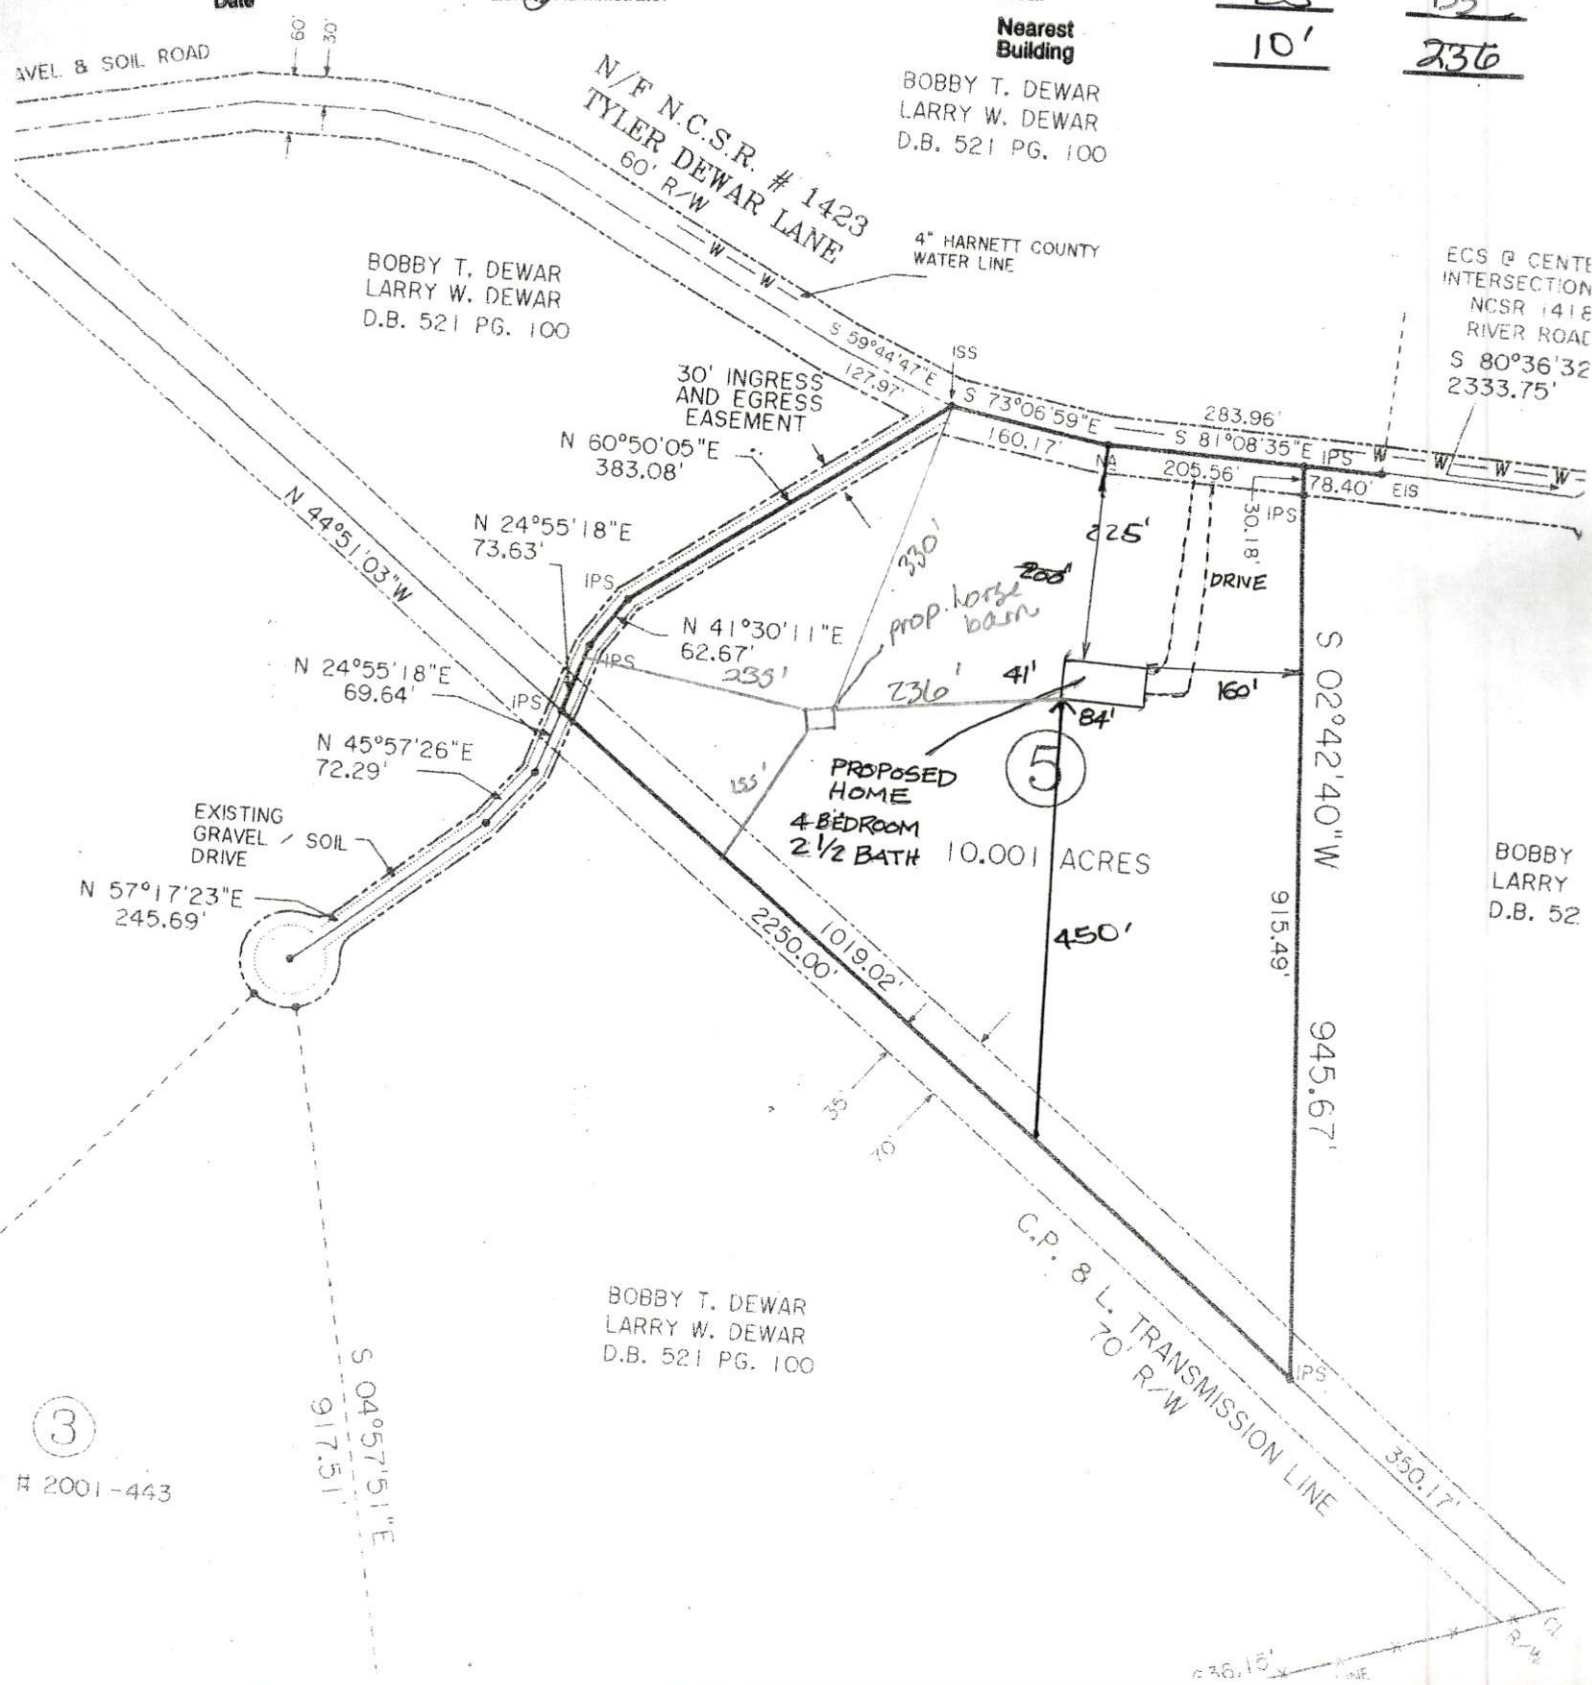 Date
Nearest
Building
10' 236
AVEL & SOIL ROAD
60'
30'
N/F N.C.S.R. # 1423
TYLER DEWAR LANE
60' R/W
BOBBY T. DEWAR
LARRY W. DEWAR
D.B. 521 PG. 100
4" HARNETT COUNTY
WATER LINE
W W
BOBBY T. DEWAR
LARRY W. DEWAR
D.B. 521 PG. 100
ECS @ CENTE
INTERSECTION
NCSR 1418
RIVER ROAD
S 80°36'32
2333.75'
S 59°44'47"E
127.97'
ISS
S 73°06'59"E
160.17'
283.96'
S 81°08'35"E
IPS
W W W W
205.56'
78.40'
EIS
NA
30.18'
IPS
30' INGRESS
AND EGRESS
EASEMENT
N 60°50'05"E
383.08'
N 44°51'03"W
N 24°55'18"E
73.63'
IPS
225'
200'
DRIVE
330'
prop. horse
barn
N 41°30'11"E
62.67'
IPS
235'
236'
41'
160'
84'
N 24°55'18"E
69.64'
IPS
N 45°57'26"E
72.29'
155'
PROPOSED
HOME
4 BEDROOM
2 1/2 BATH
5
10.001 ACRES
S 02°42'40"W
EXISTING
GRAVEL / SOIL
DRIVE
N 57°17'23"E
245.69'
BOBBY
LARRY
D.B. 52
915.49'
945.67'
450'
1019.02'
2250.00'
35'
70'
C.P. & L. TRANSMISSION LINE
70' R/W
BOBBY T. DEWAR
LARRY W. DEWAR
D.B. 521 PG. 100
IPS
350.17'
3
# 2001-443
S 04°57'51"E
917.51'
CL
R/W
36.15'